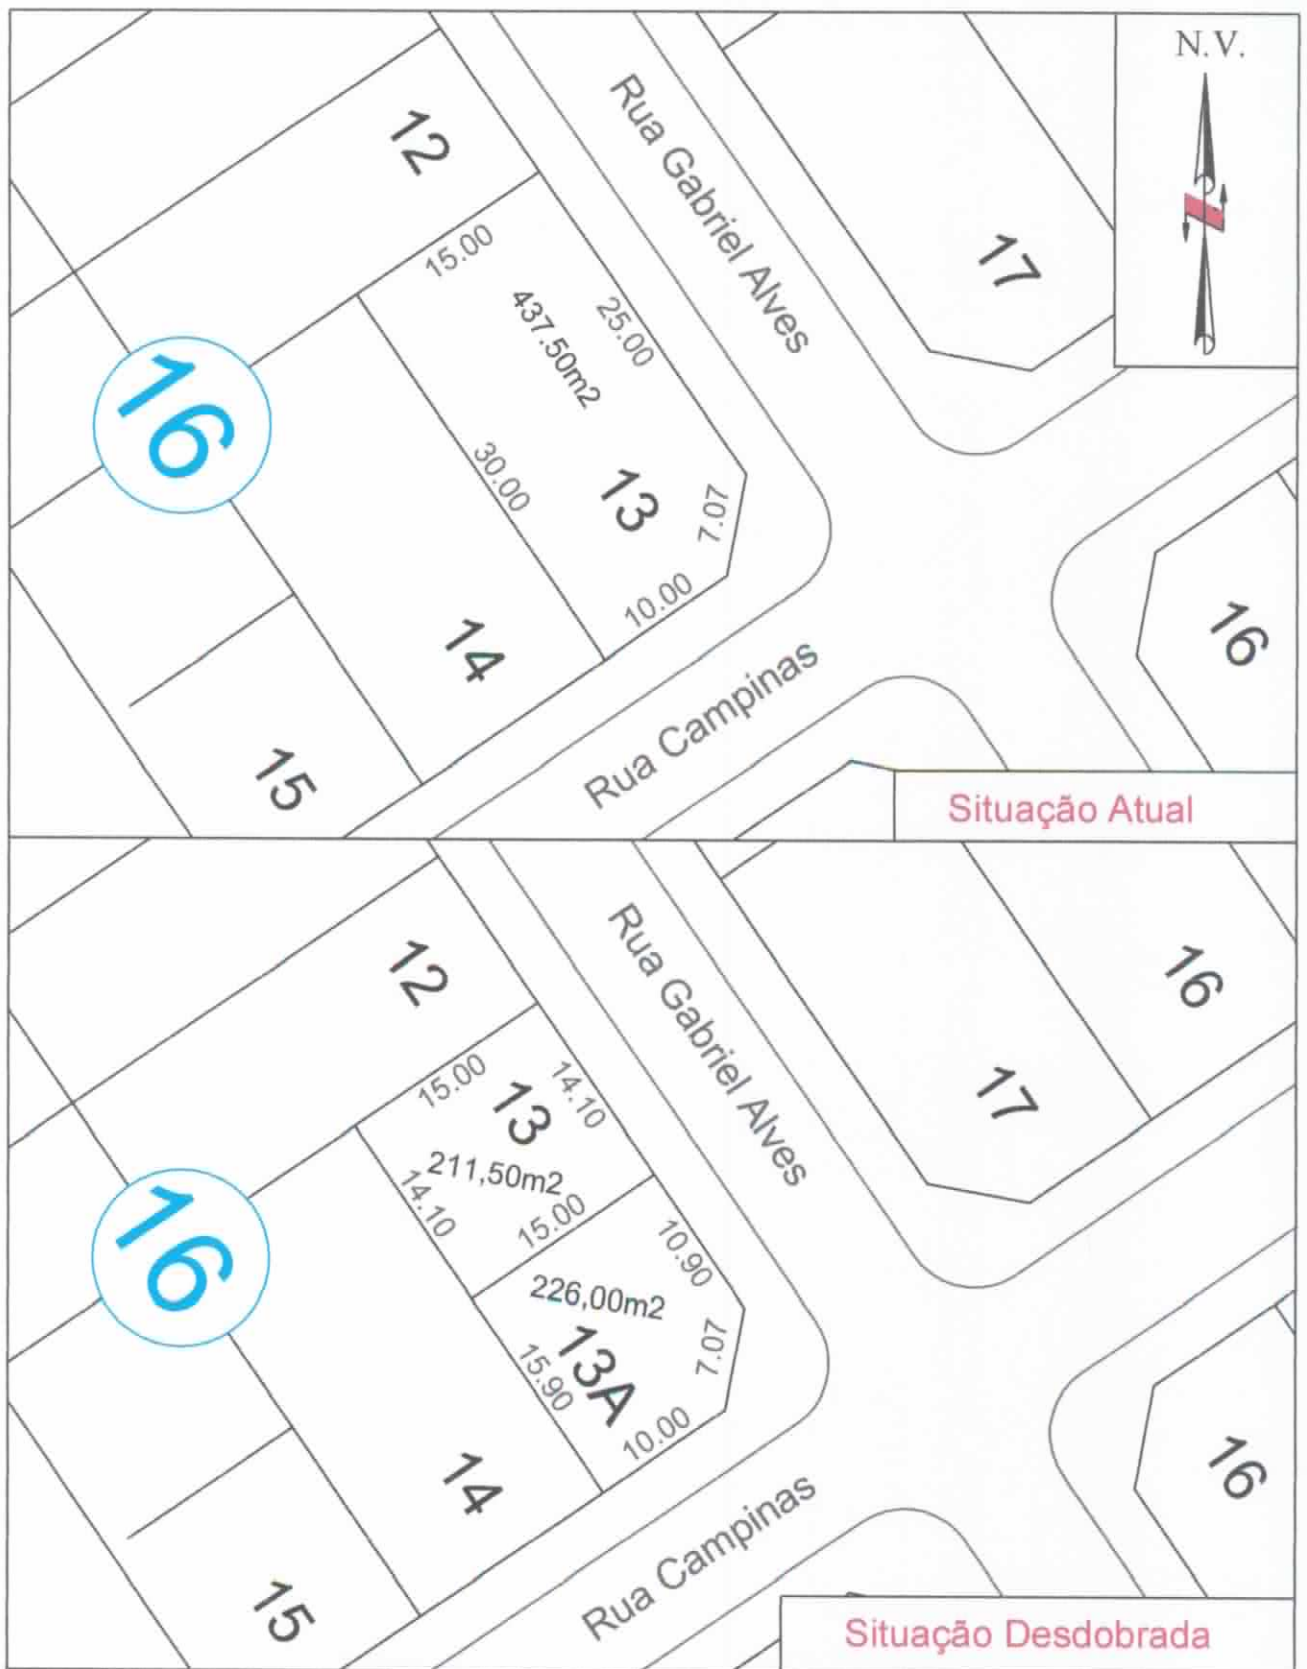 N.V.
12
Rua Gabriel Alves
17
15.00
25.00
437.50m2
16
30.00
13
7.07
10.00
14
16
Rua Campinas
15
Situação Atual
12
Rua Gabriel Alves
16
15.00
13
14.10
17
211,50m2
14.10
15.00
16
10.90
226,00m2
13A
15.90
7.07
10.00
14
16
Rua Campinas
15
Situação Desdobrada